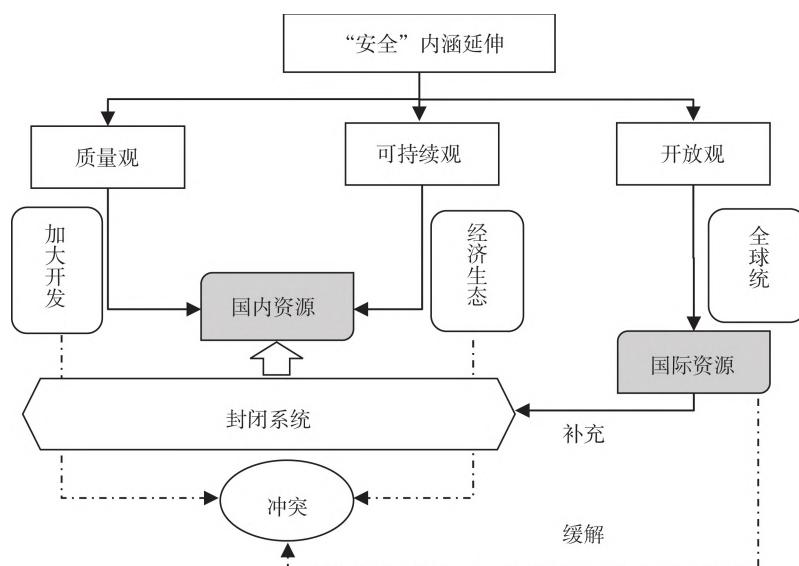 “安全”内涵延伸
质量观
可持续观
开放观
加大开发
经济生态
全球统
国内资源
国际资源
封闭系统
补充
冲突
缓解